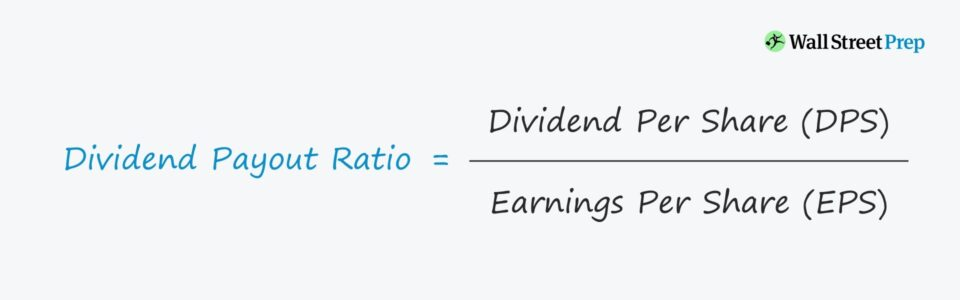 Wall Street Prep
Dividend Per Share (DPS)
Dividend Payout Ratio =
Earnings Per Share (EPS)